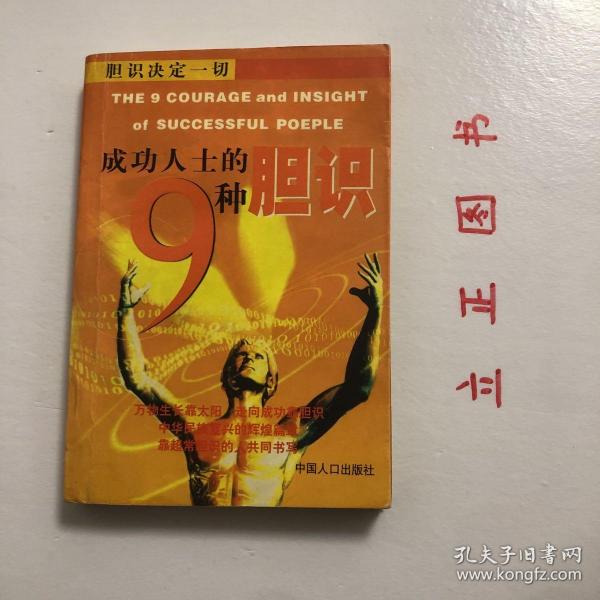 胆识决定一切
THE 9 COURAGE and INSIGHT
of SUCCESSFUL POEPLE
成功人士的
9种胆识
万物生长靠太阳 走向成功靠胆识
中华民族复兴的辉煌篇章
靠超常胆识的人共同书写
中国人口出版社
立正图书
孔夫子旧书网
www.kongfz.com